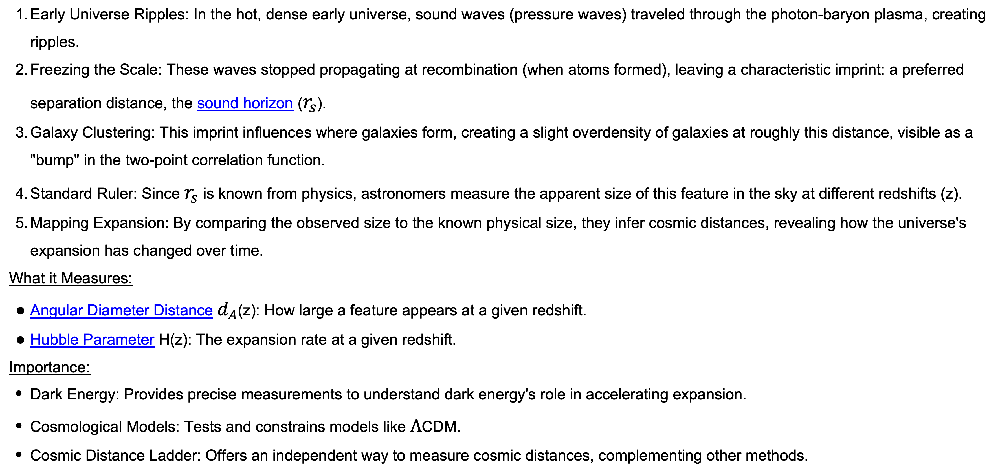 1. Early Universe Ripples: In the hot, dense early universe, sound waves (pressure waves) traveled through the photon-baryon plasma, creating
ripples.
2. Freezing the Scale: These waves stopped propagating at recombination (when atoms formed), leaving a characteristic imprint: a preferred
separation distance, the sound horizon (rₛ).
3. Galaxy Clustering: This imprint influences where galaxies form, creating a slight overdensity of galaxies at roughly this distance, visible as a
"bump" in the two-point correlation function.
4. Standard Ruler: Since rₛ is known from physics, astronomers measure the apparent size of this feature in the sky at different redshifts (z).
5. Mapping Expansion: By comparing the observed size to the known physical size, they infer cosmic distances, revealing how the universe's
expansion has changed over time.
What it Measures:
● Angular Diameter Distance d_A(z): How large a feature appears at a given redshift.
● Hubble Parameter H(z): The expansion rate at a given redshift.
Importance:
• Dark Energy: Provides precise measurements to understand dark energy's role in accelerating expansion.
• Cosmological Models: Tests and constrains models like ΛCDM.
• Cosmic Distance Ladder: Offers an independent way to measure cosmic distances, complementing other methods.